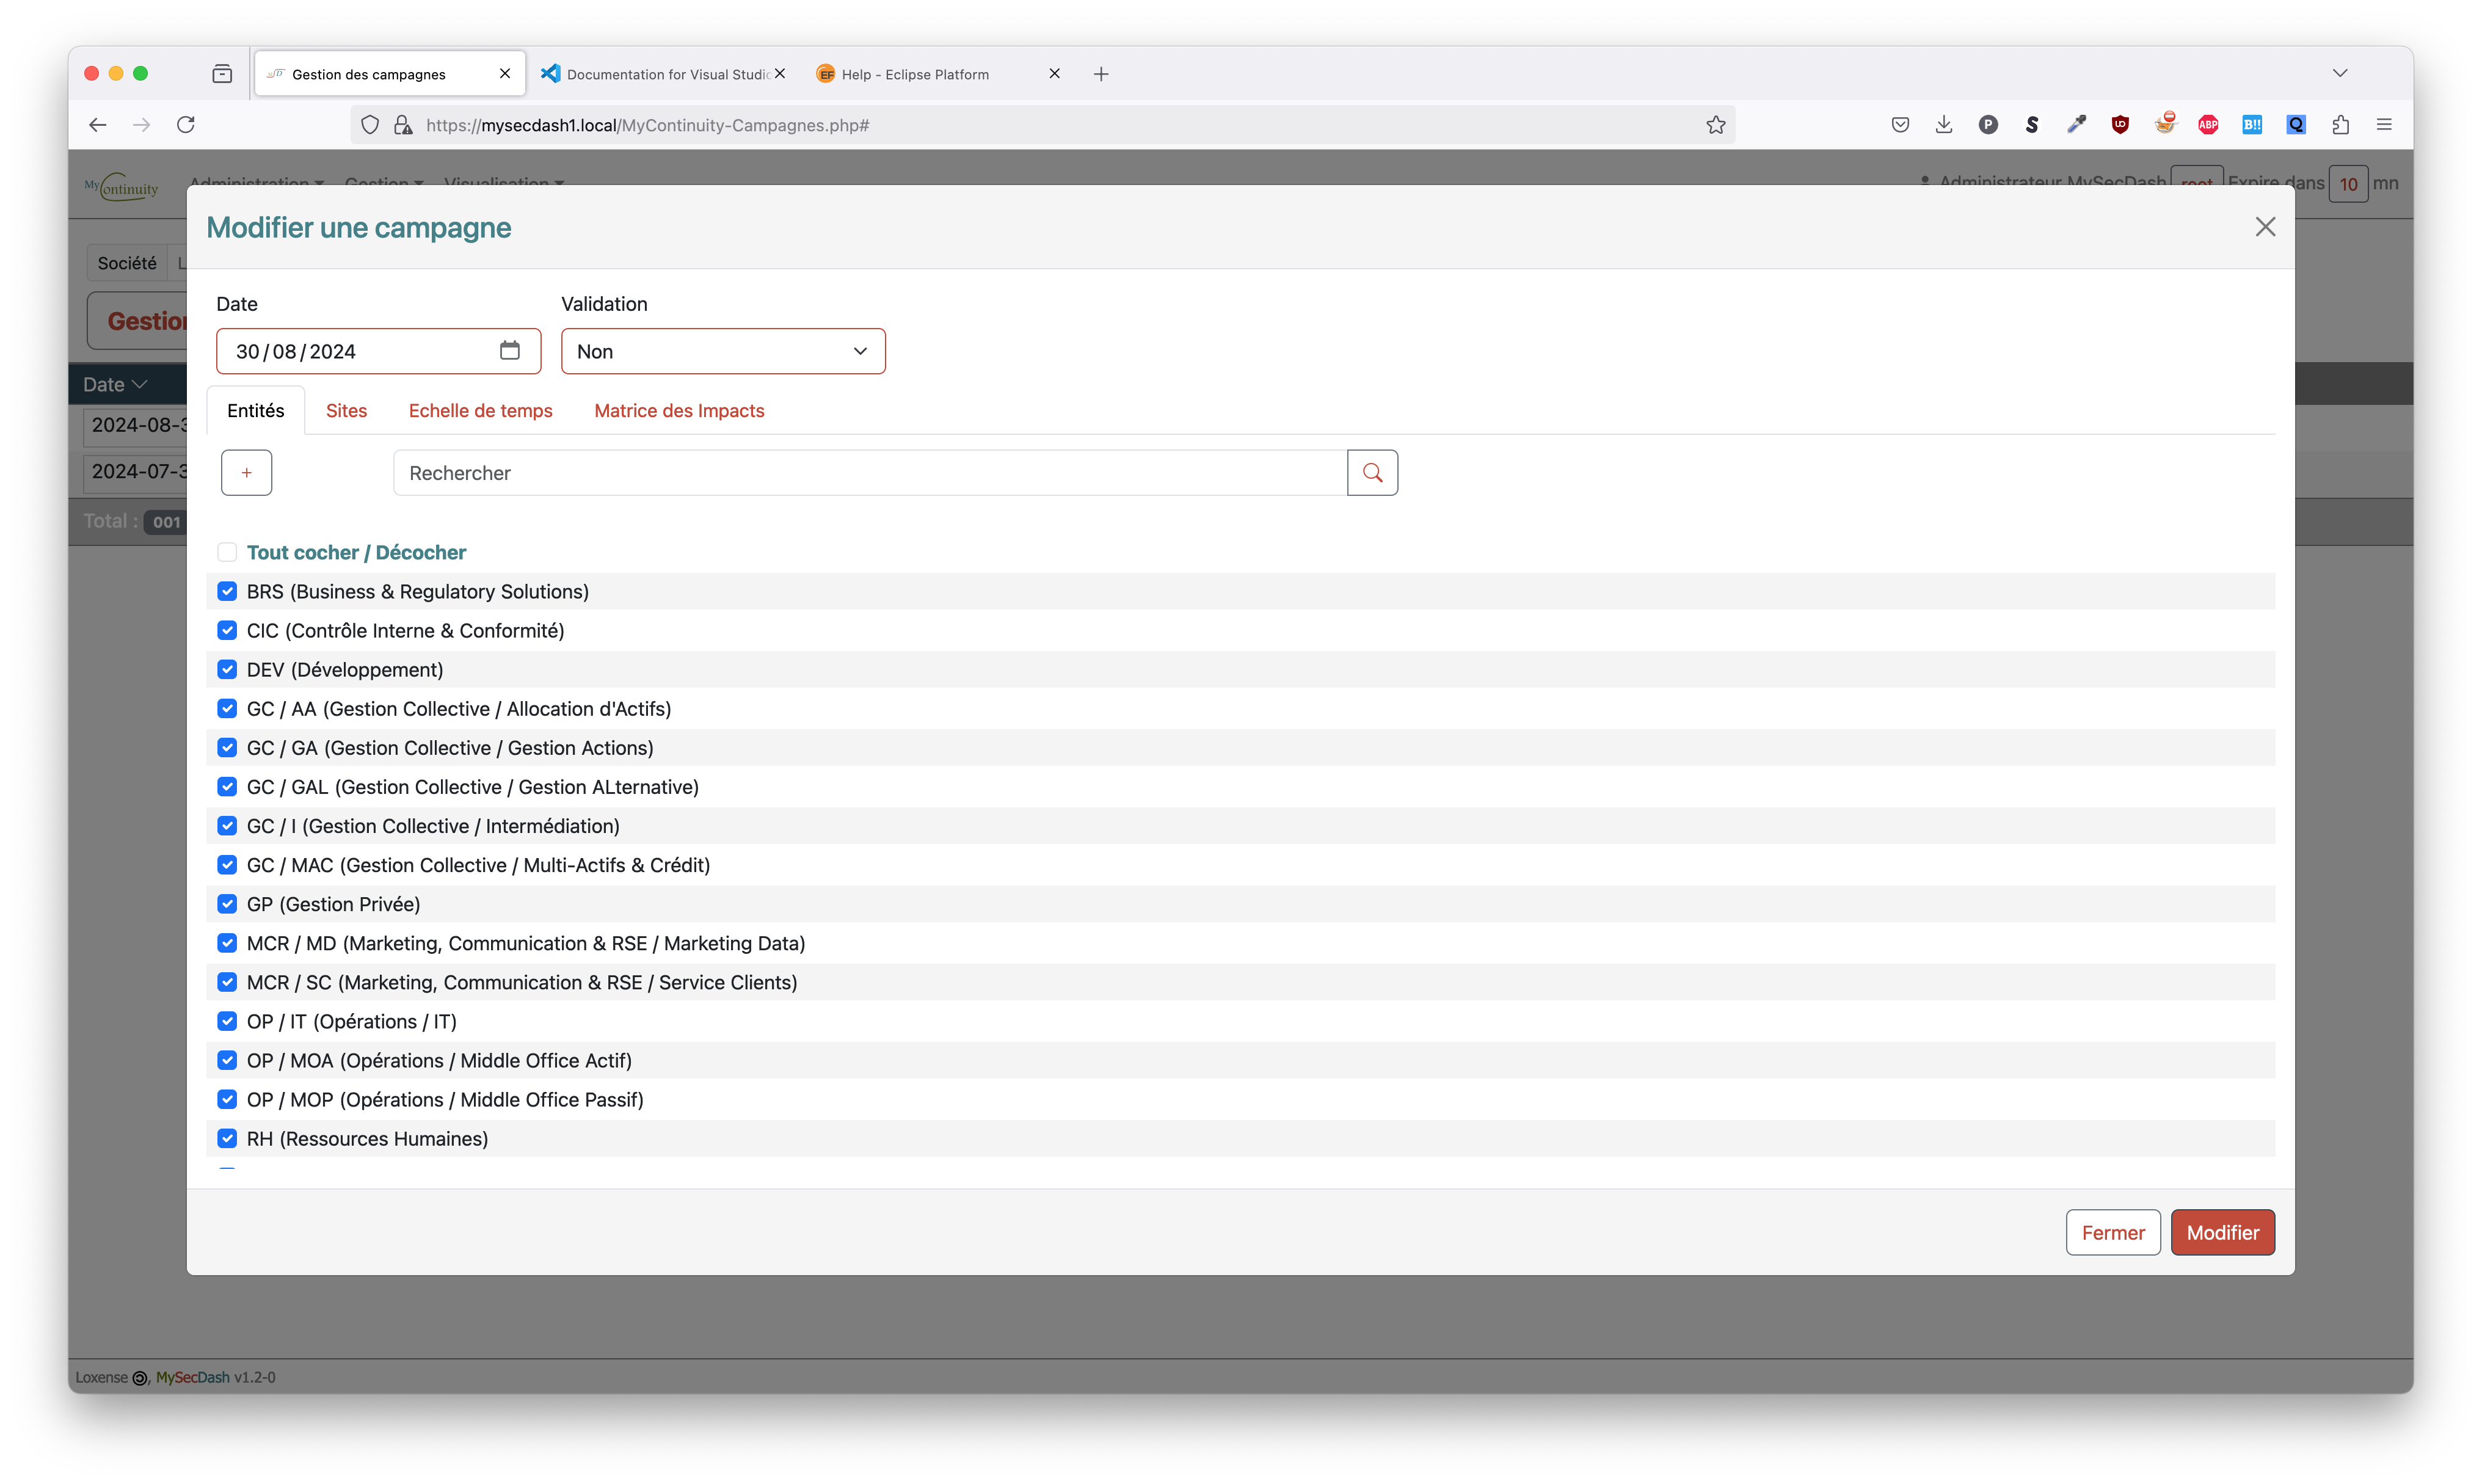 Gestion des campagnes
Documentation for Visual Studio
Help - Eclipse Platform
https://mysecdash1.local/MyContinuity-Campagnes.php#
My Continuity
Administration Gestion Visualisation
Administrateur MySecDash root Expire dans 10 mn
Modifier une campagne
Société L
Gestion
Date
Validation
30/08/2024
Non
Date
Entités Sites Echelle de temps Matrice des Impacts
2024-08-3
2024-07-3
+
Rechercher
Total : 001
Tout cocher / Décocher
BRS (Business & Regulatory Solutions)
CIC (Contrôle Interne & Conformité)
DEV (Développement)
GC / AA (Gestion Collective / Allocation d'Actifs)
GC / GA (Gestion Collective / Gestion Actions)
GC / GAL (Gestion Collective / Gestion ALternative)
GC / I (Gestion Collective / Intermédiation)
GC / MAC (Gestion Collective / Multi-Actifs & Crédit)
GP (Gestion Privée)
MCR / MD (Marketing, Communication & RSE / Marketing Data)
MCR / SC (Marketing, Communication & RSE / Service Clients)
OP / IT (Opérations / IT)
OP / MOA (Opérations / Middle Office Actif)
OP / MOP (Opérations / Middle Office Passif)
RH (Ressources Humaines)
Fermer
Modifier
Loxense , MySecDash v1.2-0